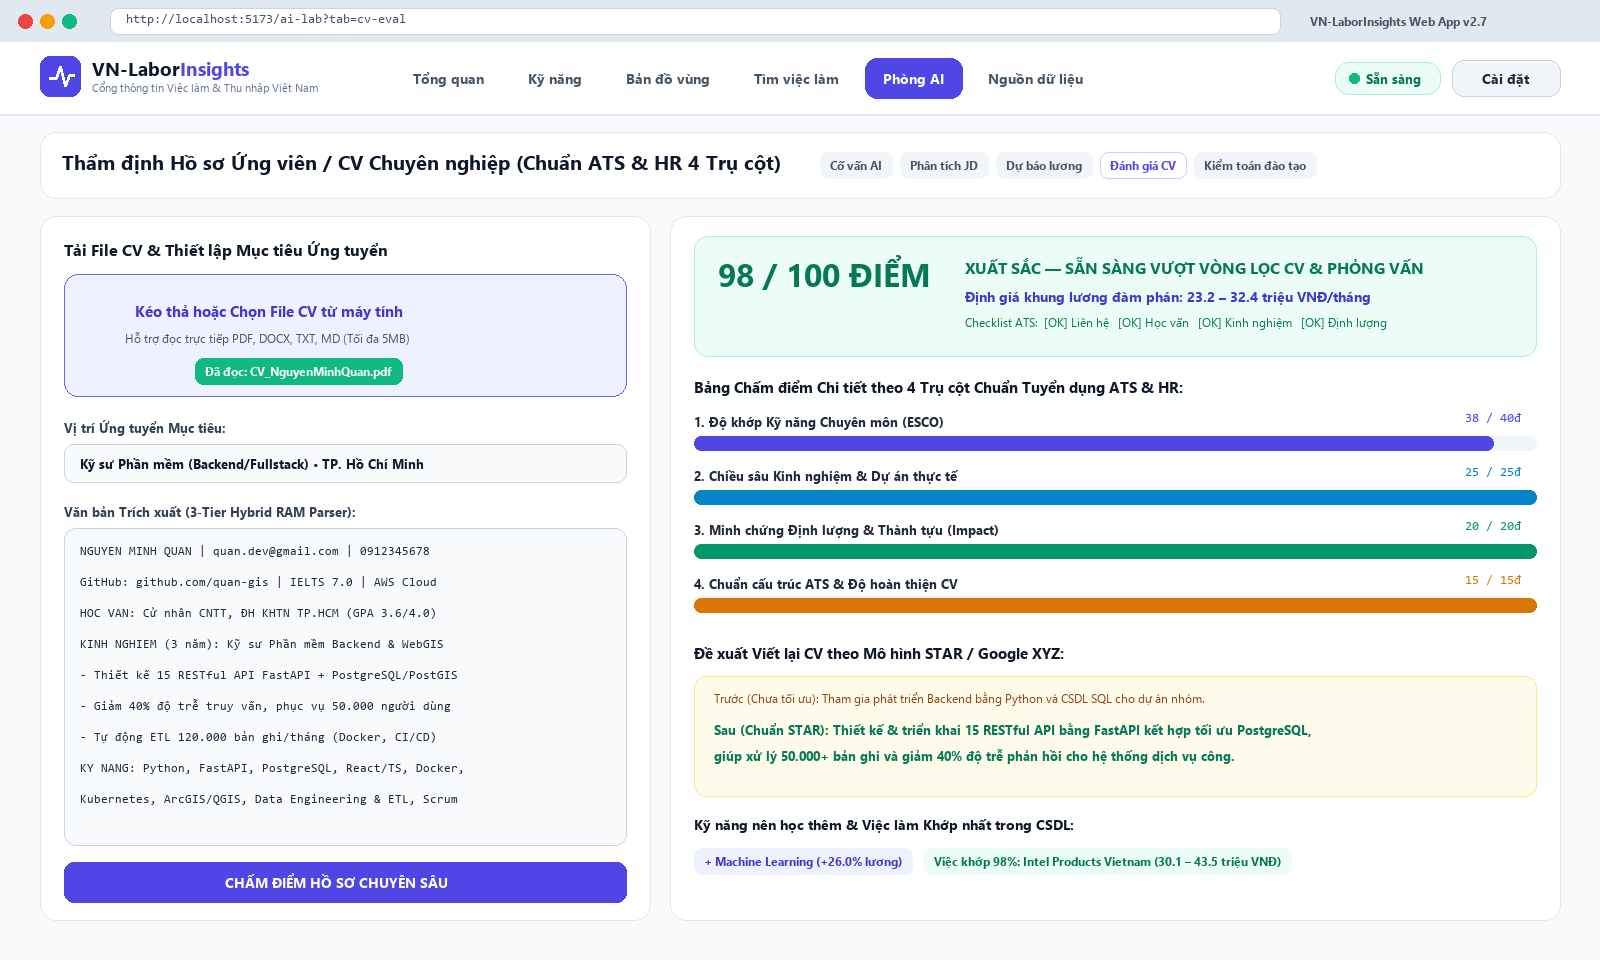 http://localhost:5173/ai-lab?tab=cv-eval
VN-LaborInsights Web App v2.7
VN-LaborInsights
Cổng thông tin Việc làm & Thu nhập Việt Nam
Tổng quan
Kỹ năng
Bản đồ vùng
Tìm việc làm
Phòng AI
Nguồn dữ liệu
Sẵn sàng
Cài đặt
Thẩm định Hồ sơ Ứng viên / CV Chuyên nghiệp (Chuẩn ATS & HR 4 Trụ cột)
Cố vấn AI
Phân tích JD
Dự báo lương
Đánh giá CV
Kiểm toán đào tạo
Tải File CV & Thiết lập Mục tiêu Ứng tuyển
Kéo thả hoặc Chọn File CV từ máy tính
Hỗ trợ đọc trực tiếp PDF, DOCX, TXT, MD (Tối đa 5MB)
Đã đọc: CV_NguyenMinhQuan.pdf
Vị trí Ứng tuyển Mục tiêu:
Kỹ sư Phần mềm (Backend/Fullstack) • TP. Hồ Chí Minh
Văn bản Trích xuất (3-Tier Hybrid RAM Parser):
NGUYEN MINH QUAN | quan.dev@gmail.com | 0912345678
GitHub: github.com/quan-gis | IELTS 7.0 | AWS Cloud
HOC VAN: Cử nhân CNTT, ĐH KHTN TP.HCM (GPA 3.6/4.0)
KINH NGHIEM (3 năm): Kỹ sư Phần mềm Backend & WebGIS
- Thiết kế 15 RESTful API FastAPI + PostgreSQL/PostGIS
- Giảm 40% độ trễ truy vấn, phục vụ 50.000 người dùng
- Tự động ETL 120.000 bản ghi/tháng (Docker, CI/CD)
KY NANG: Python, FastAPI, PostgreSQL, React/TS, Docker,
Kubernetes, ArcGIS/QGIS, Data Engineering & ETL, Scrum
CHẤM ĐIỂM HỒ SƠ CHUYÊN SÂU
98 / 100 ĐIỂM
XUẤT SẮC — SẴN SÀNG VƯỢT VÒNG LỌC CV & PHỎNG VẤN
Định giá khung lương đàm phán: 23.2 – 32.4 triệu VNĐ/tháng
Checklist ATS: [OK] Liên hệ [OK] Học vấn [OK] Kinh nghiệm [OK] Định lượng
Bảng Chấm điểm Chi tiết theo 4 Trụ cột Chuẩn Tuyển dụng ATS & HR:
1. Độ khớp Kỹ năng Chuyên môn (ESCO)
38 / 40đ
2. Chiều sâu Kinh nghiệm & Dự án thực tế
25 / 25đ
3. Minh chứng Định lượng & Thành tựu (Impact)
20 / 20đ
4. Chuẩn cấu trúc ATS & Độ hoàn thiện CV
15 / 15đ
Đề xuất Viết lại CV theo Mô hình STAR / Google XYZ:
Trước (Chưa tối ưu): Tham gia phát triển Backend bằng Python và CSDL SQL cho dự án nhóm.
Sau (Chuẩn STAR): Thiết kế & triển khai 15 RESTful API bằng FastAPI kết hợp tối ưu PostgreSQL,
giúp xử lý 50.000+ bản ghi và giảm 40% độ trễ phản hồi cho hệ thống dịch vụ công.
Kỹ năng nên học thêm & Việc làm Khớp nhất trong CSDL:
+ Machine Learning (+26.0% lương)
Việc khớp 98%: Intel Products Vietnam (30.1 – 43.5 triệu VNĐ)